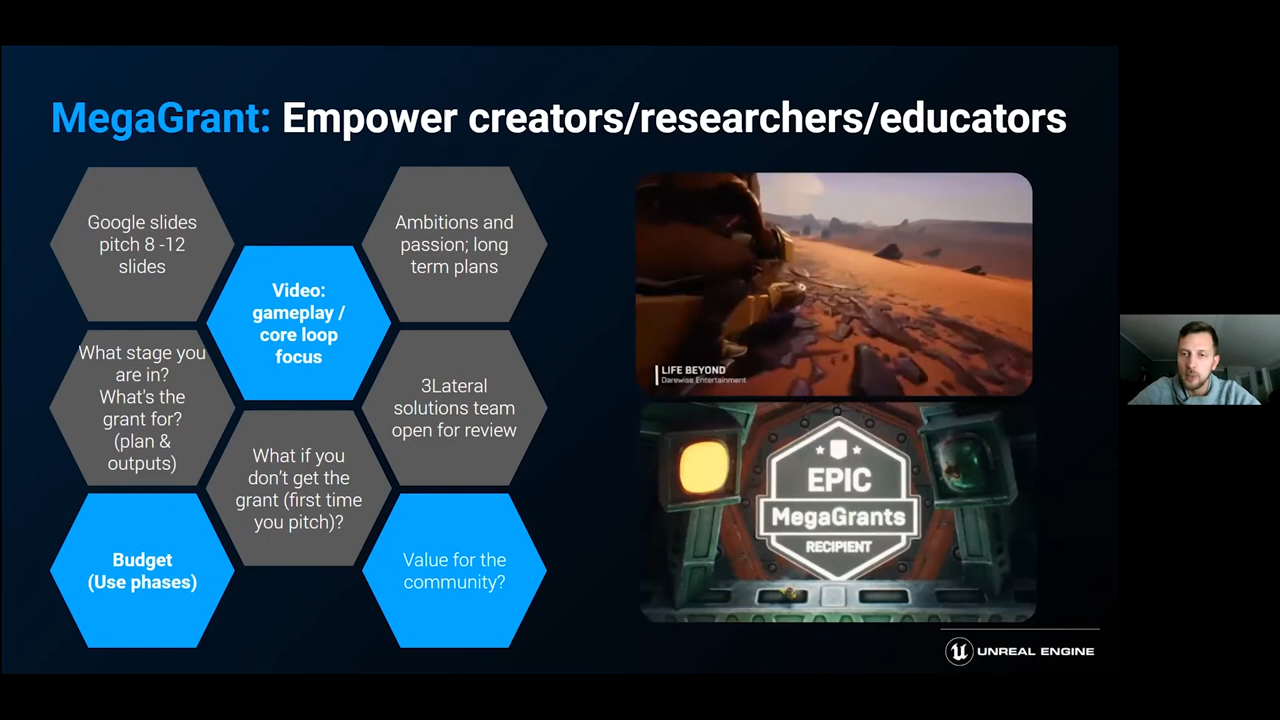 MegaGrant: Empower creators/researchers/educators
Google slides
pitch 8 -12
slides
Ambitions and
passion; long
term plans
Video:
gameplay /
core loop
focus
What stage you
are in?
What's the
grant for?
(plan &
outputs)
3Lateral
solutions team
open for review
What if you
don't get the
grant (first time
you pitch)?
Budget
(Use phases)
Value for the
community?
LIFE BEYOND
Darewise Entertainment
EPIC
MegaGrants
RECIPIENT
UNREAL ENGINE